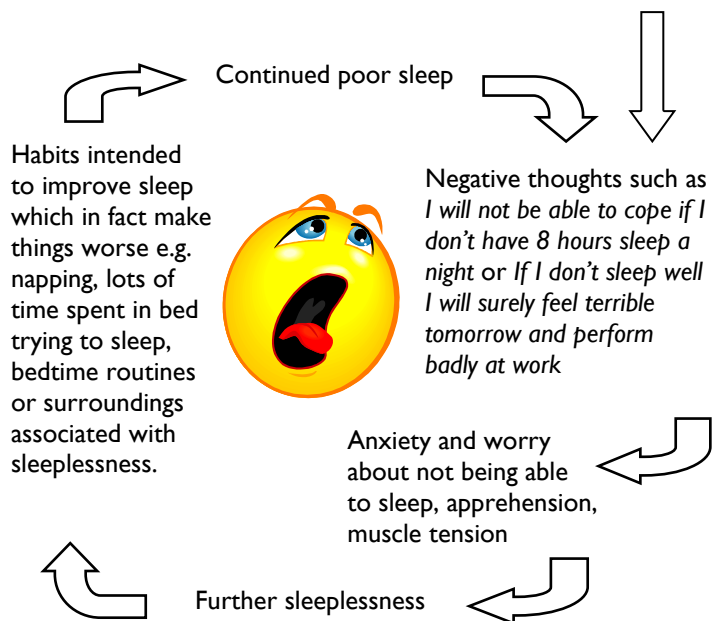 Continued poor sleep
Negative thoughts such as
I will not be able to cope if I
don't have 8 hours sleep a
night or If I don't sleep well
I will surely feel terrible
tomorrow and perform
badly at work
Anxiety and worry
about not being able
to sleep, apprehension,
muscle tension
Further sleeplessness
Habits intended
to improve sleep
which in fact make
things worse e.g.
napping, lots of
time spent in bed
trying to sleep,
bedtime routines
or surroundings
associated with
sleeplessness.